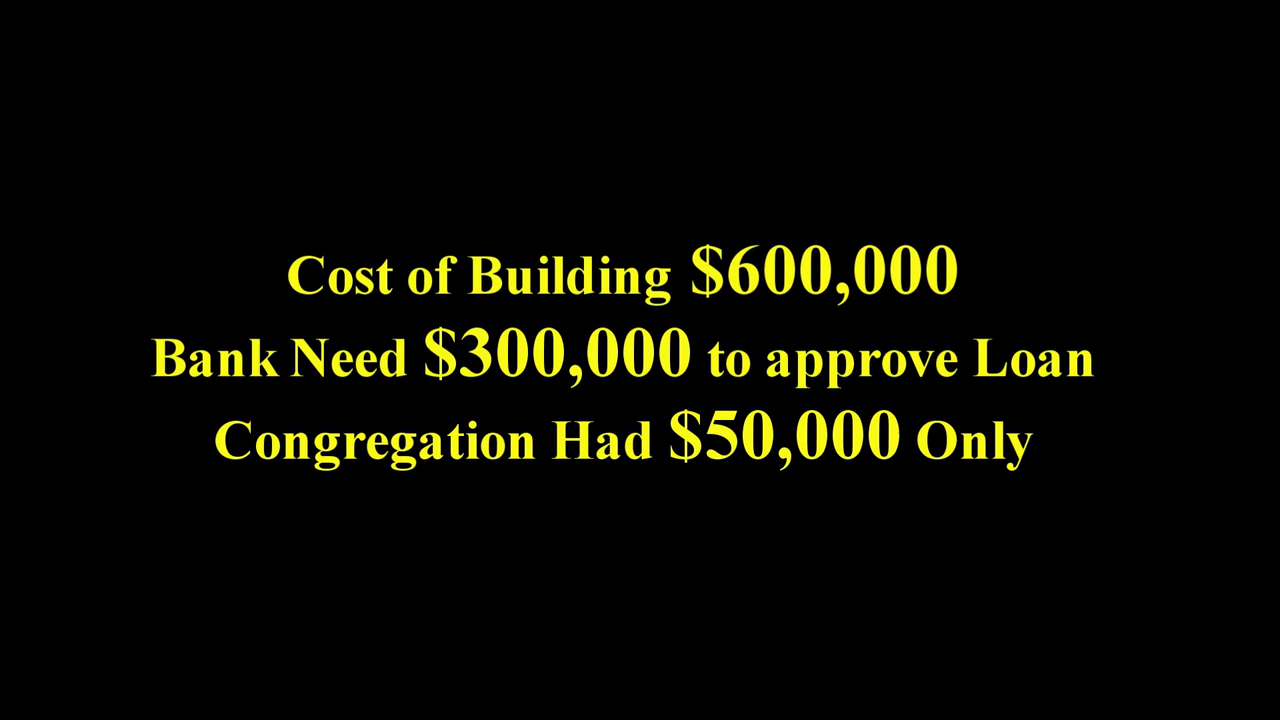 Cost of Building $600,000
Bank Need $300,000 to approve Loan
Congregation Had $50,000 Only